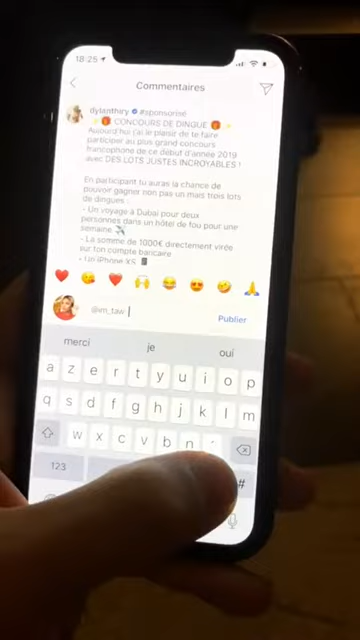 18:25
Commentaires
dylanthiry #sponsorisé
🎁 CONCOURS DE DINGUE 🎁
Aujourd'hui j'ai le plaisir de te faire
participer au plus grand concours
francophone de ce début d'année 2019
avec DES LOTS JUSTES INCROYABLES !
En participant tu auras la chance de
pouvoir gagner non pas un mais trois lots
de dingues :
- Un voyage à Dubai pour deux
personnes dans un hôtel de fou pour une
semaine ✈️
- La somme de 1000€ directement virée
sur ton compte bancaire
- Un iPhone XS
@im_taw
Publier
merci je oui
a z e r t y u i o p
q s d f g h j k l m
w x c v b n
123
#